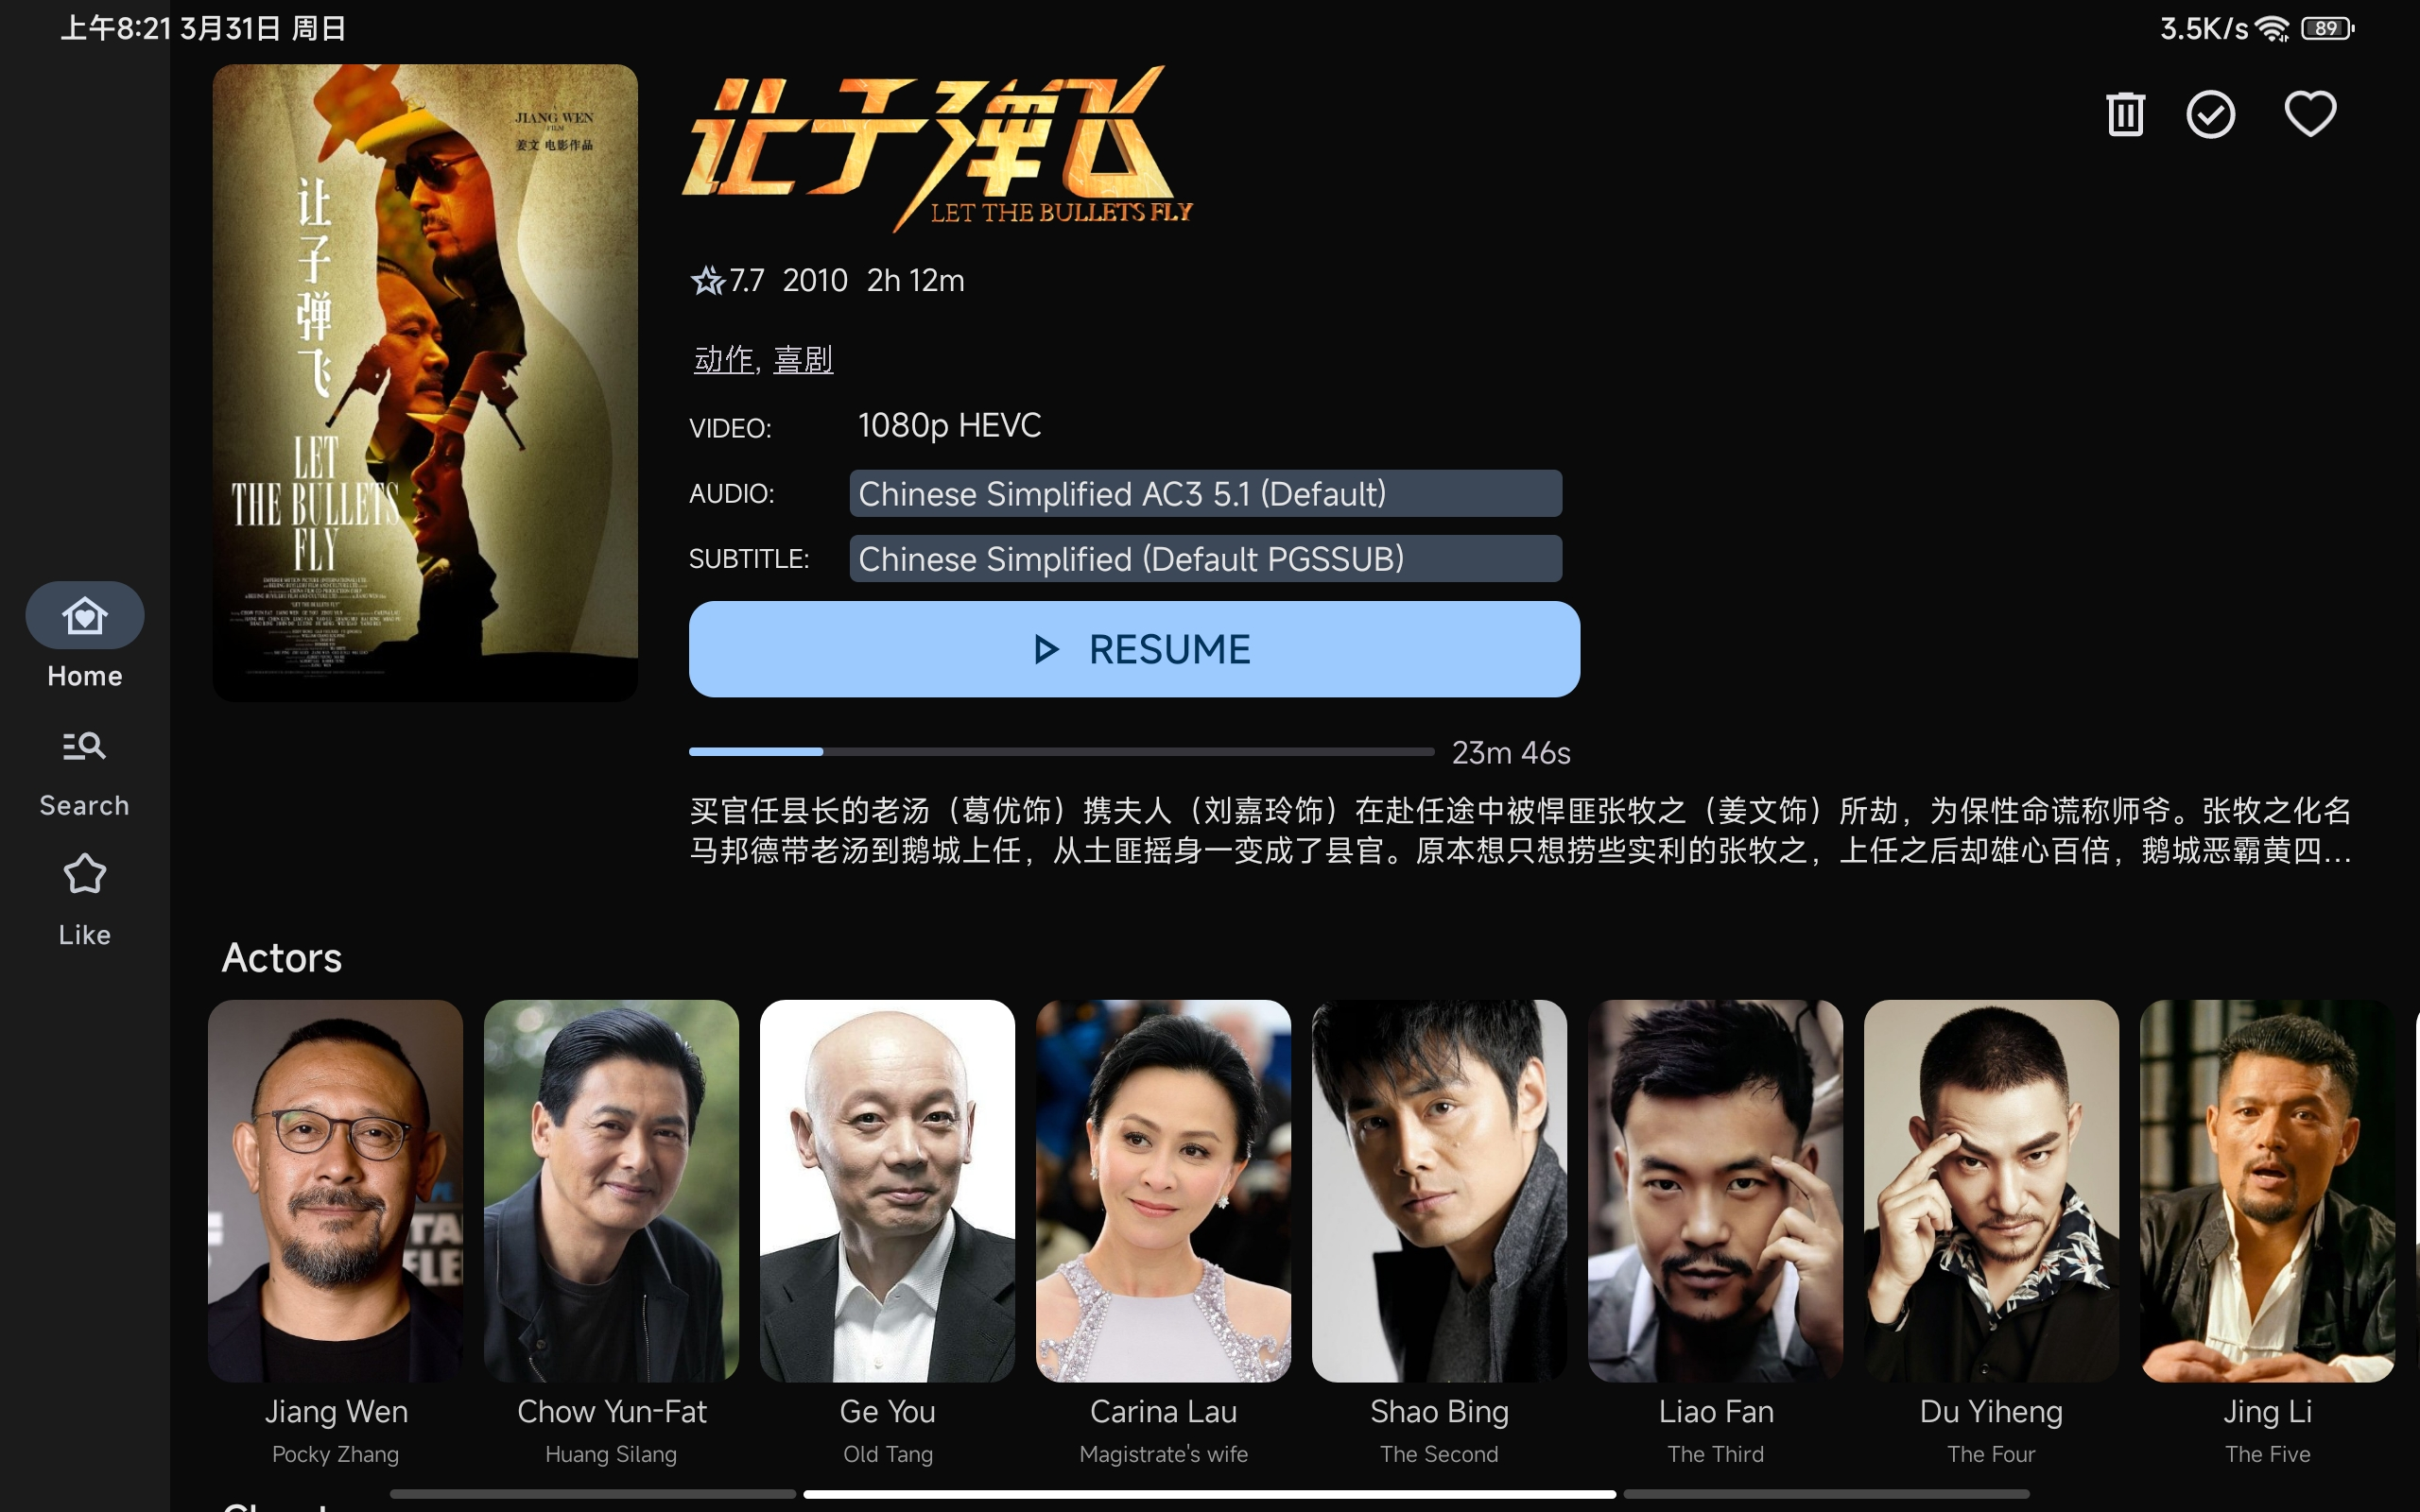 上午8:21 3月31日 周日
3.5K/s
89
JIANG WEN
FILM
姜文 电影作品
让子弹飞
LET
THE BULLETS
FLY
让子弹飞
LET THE BULLETS FLY
7.7 2010 2h 12m
动作, 喜剧
VIDEO: 1080p HEVC
AUDIO: Chinese Simplified AC3 5.1 (Default)
SUBTITLE: Chinese Simplified (Default PGSSUB)
RESUME
23m 46s
买官任县长的老汤（葛优饰）携夫人（刘嘉玲饰）在赴任途中被悍匪张牧之（姜文饰）所劫，为保性命谎称师爷。张牧之化名
马邦德带老汤到鹅城上任，从土匪摇身一变成了县官。原本想只想捞些实利的张牧之，上任之后却雄心百倍，鹅城恶霸黄四...
Home
Search
Like
Actors
Jiang Wen
Pocky Zhang
Chow Yun-Fat
Huang Silang
Ge You
Old Tang
Carina Lau
Magistrate's wife
Shao Bing
The Second
Liao Fan
The Third
Du Yiheng
The Four
Jing Li
The Five